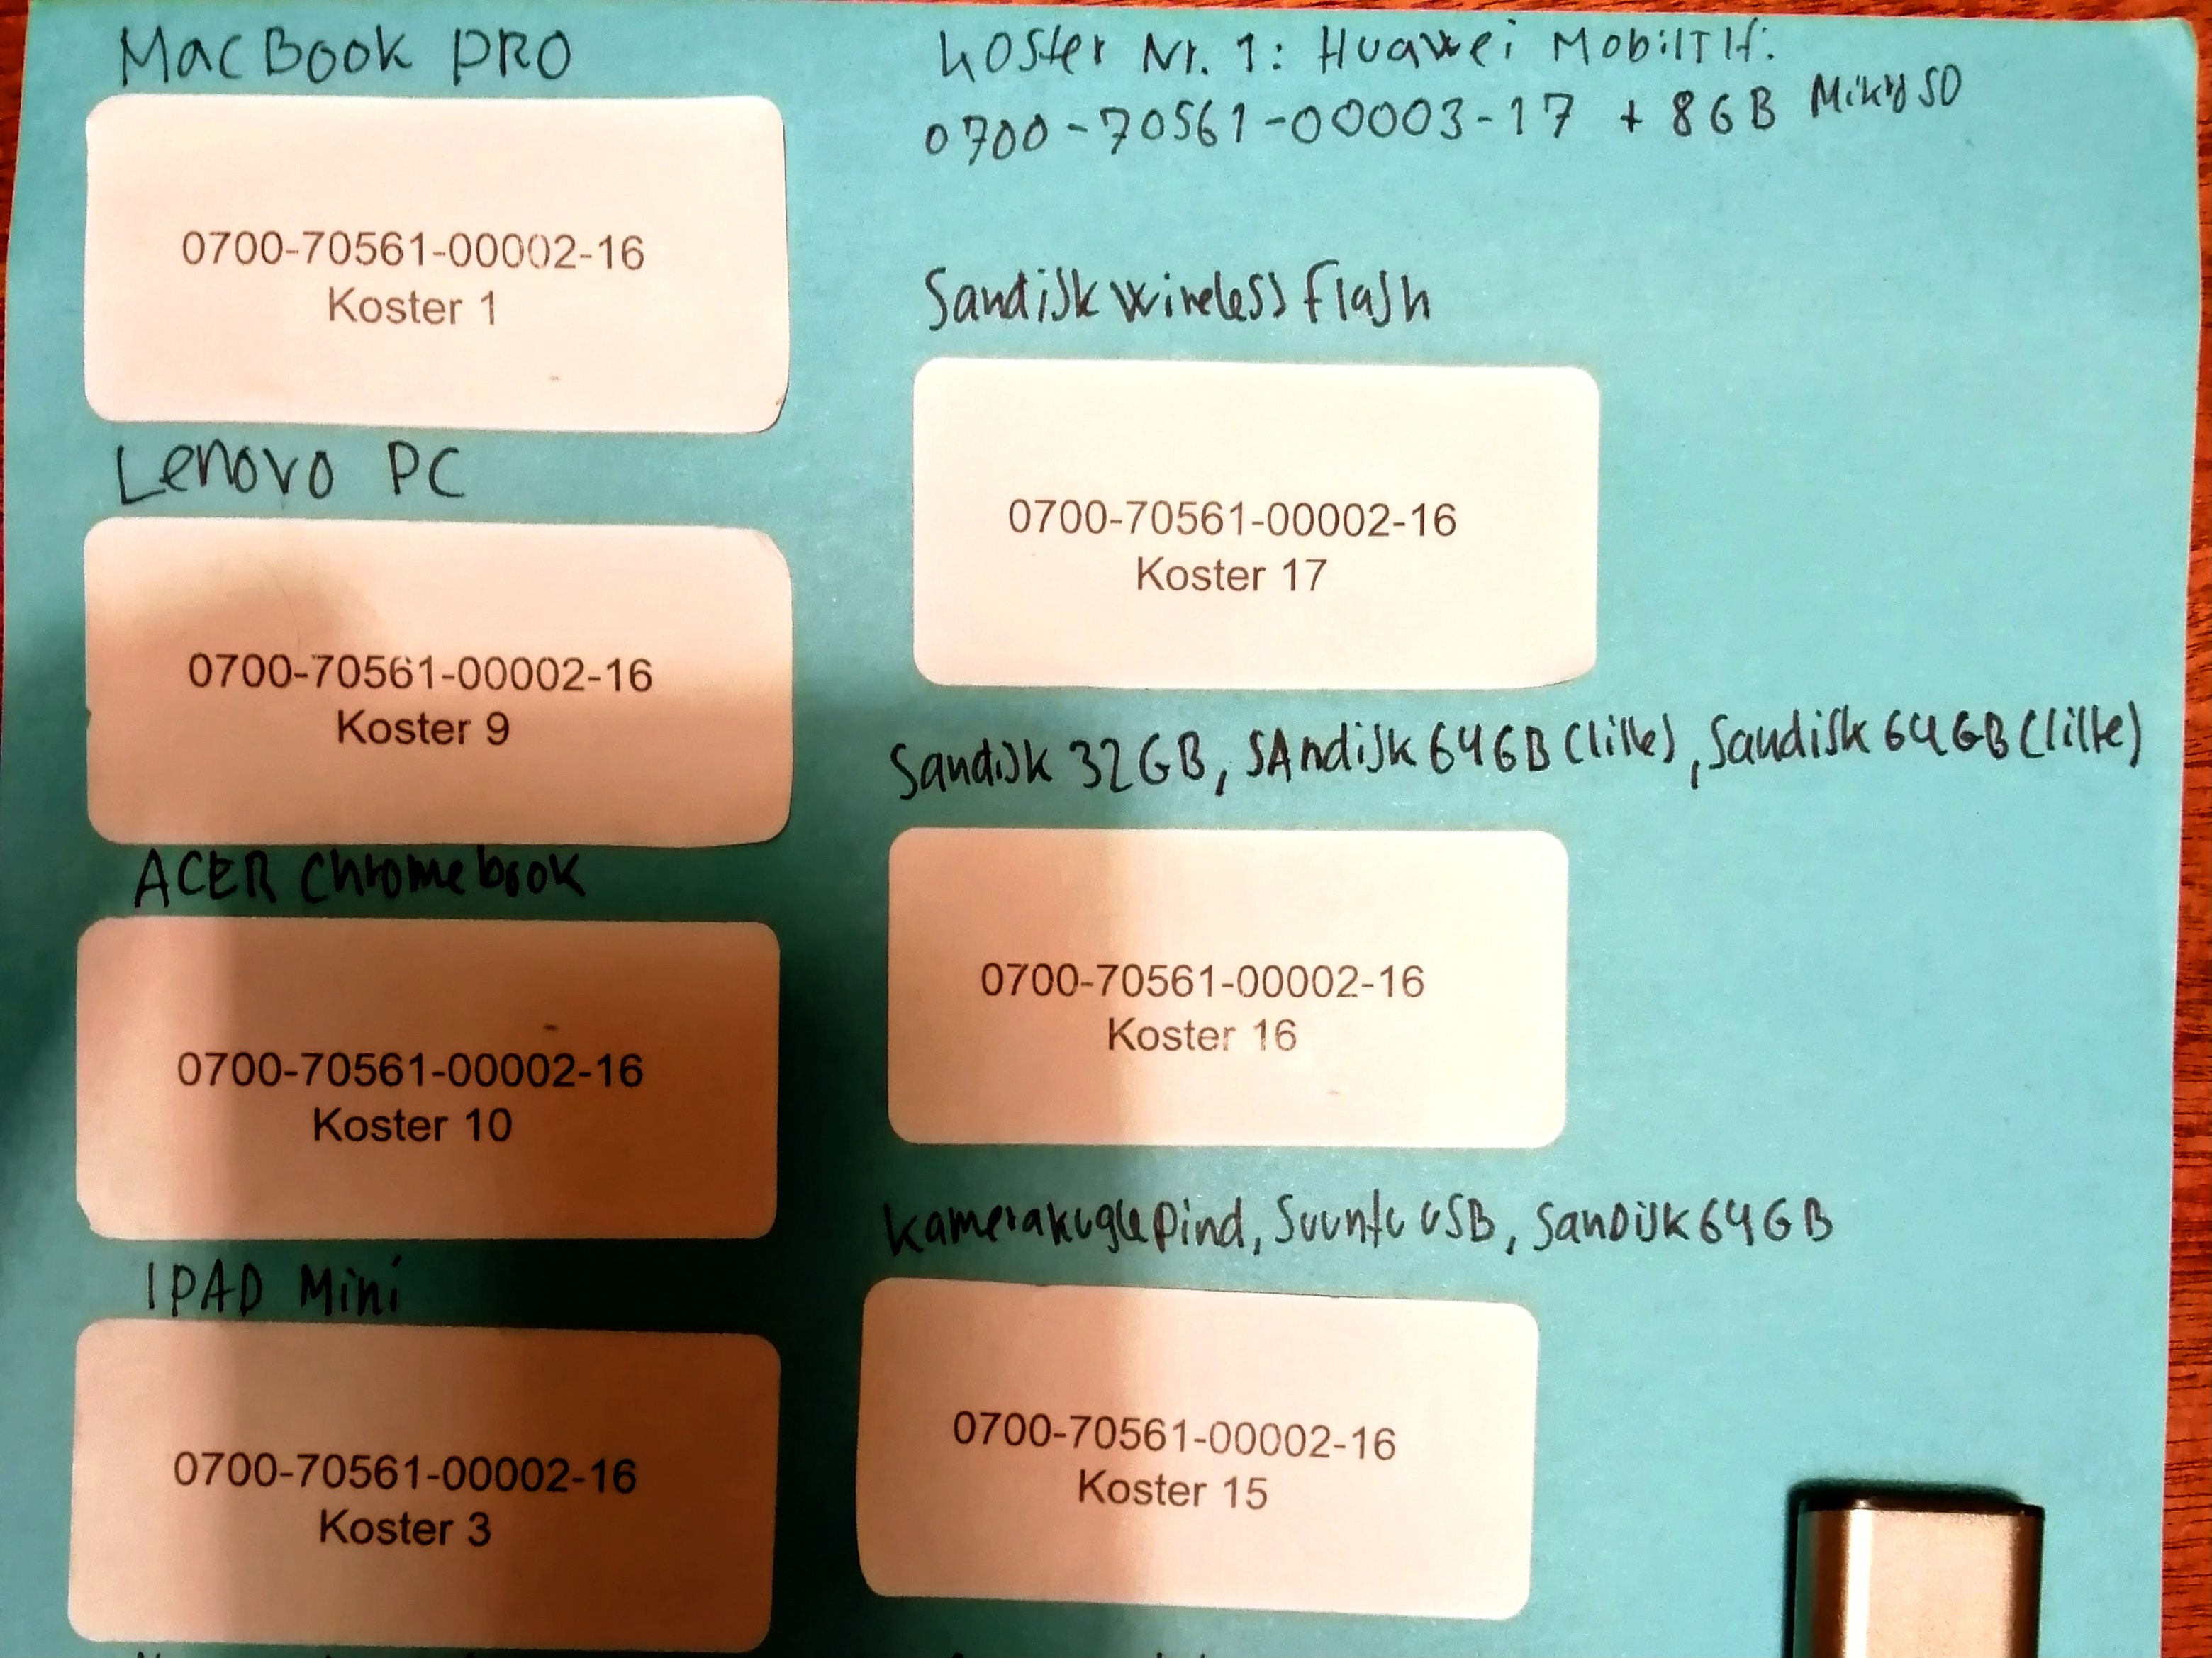 MacBook PRO
0700-70561-00002-16
Koster 1
Lenovo PC
0700-70561-00002-16
Koster 9
ACER Chromebook
0700-70561-00002-16
Koster 10
IPAD Mini
0700-70561-00002-16
Koster 3
Koster Nr. 1: Huawei MobilTlf:
0700-70561-00003-17 + 8GB Mikro SD
Sandisk Wireless Flash
0700-70561-00002-16
Koster 17
Sandisk 32GB, SAndisk 64GB (lille), Sandisk 64GB (lille)
0700-70561-00002-16
Koster 16
Kamerakuglepind, Suunto USB, SanDisk 64GB
0700-70561-00002-16
Koster 15